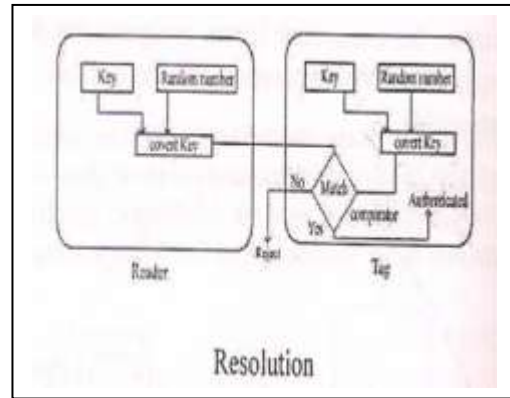 Key
Random number
covert Key
Key
Random number
covert Key
No
Match
comparator
Authenticated
Yes
Reject
Reader
Tag
Resolution